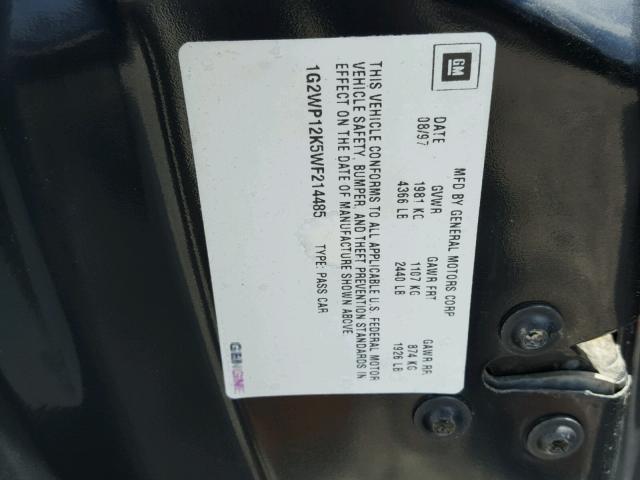 GM
MFD BY GENERAL MOTORS CORP
DATE GVWR GAWR FRT GAWR RR
08/97 1981 KG 1107 KG 874 KG
4366 LB 2440 LB 1926 LB
THIS VEHICLE CONFORMS TO ALL APPLICABLE U.S. FEDERAL MOTOR
VEHICLE SAFETY, BUMPER, AND THEFT PREVENTION STANDARDS IN
EFFECT ON THE DATE OF MANUFACTURE SHOWN ABOVE
1G2WP12K5WF214485 TYPE: PASS CAR